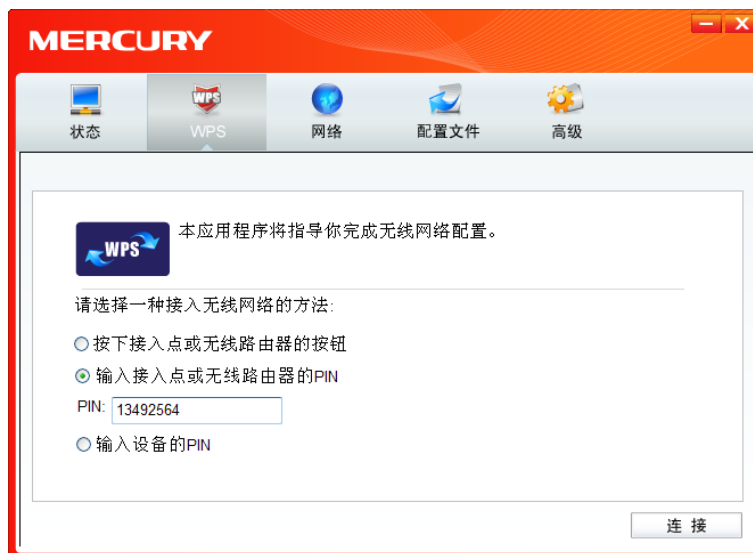 MERCURY
状态 WPS 网络 配置文件 高级
WPS 本应用程序将指导你完成无线网络配置。
请选择一种接入无线网络的方法:
按下接入点或无线路由器的按钮
输入接入点或无线路由器的PIN
PIN: 13492564
输入设备的PIN
连 接